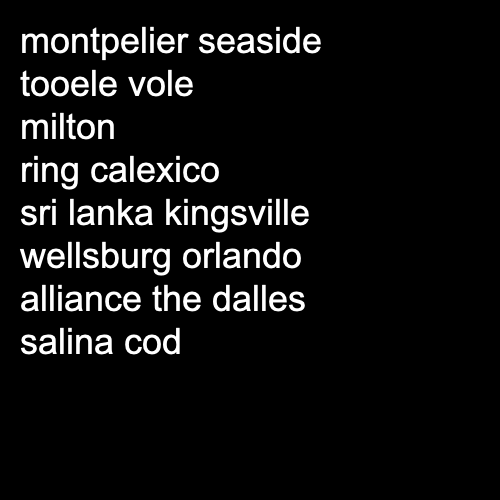 montpelier seaside
tooele vole
milton
ring calexico
sri lanka kingsville
wellsburg orlando
alliance the dalles
salina cod